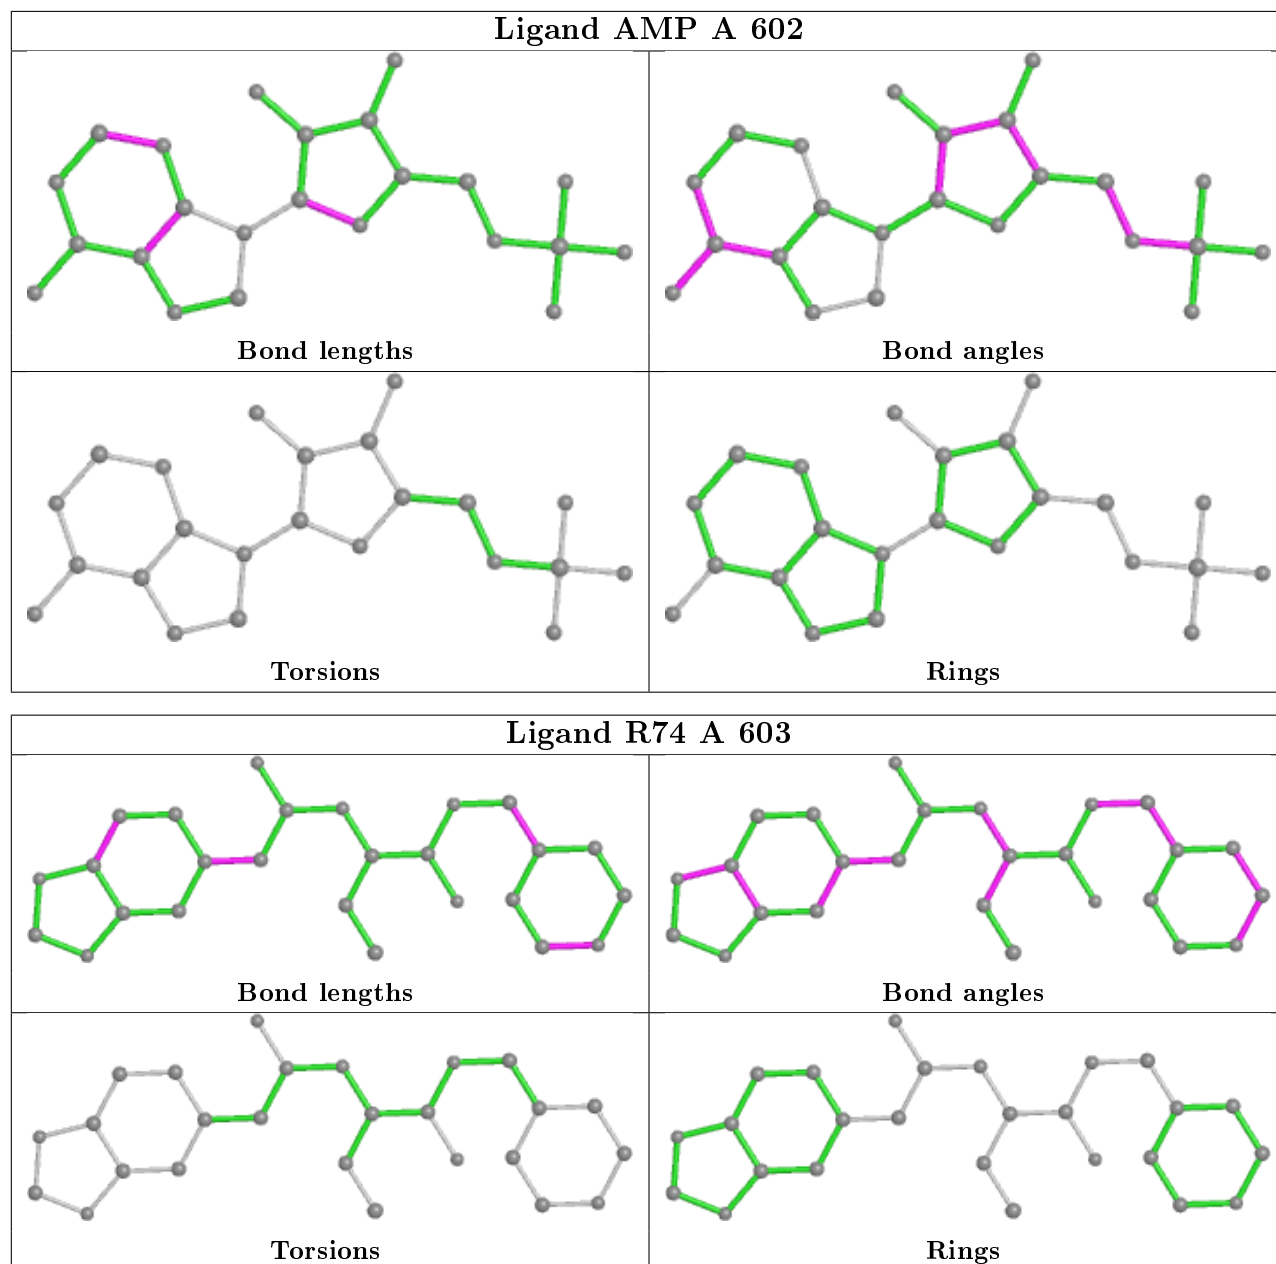 Ligand AMP A 602
Bond lengths
Bond angles
Torsions
Rings
Ligand R74 A 603
Bond lengths
Bond angles
Torsions
Rings